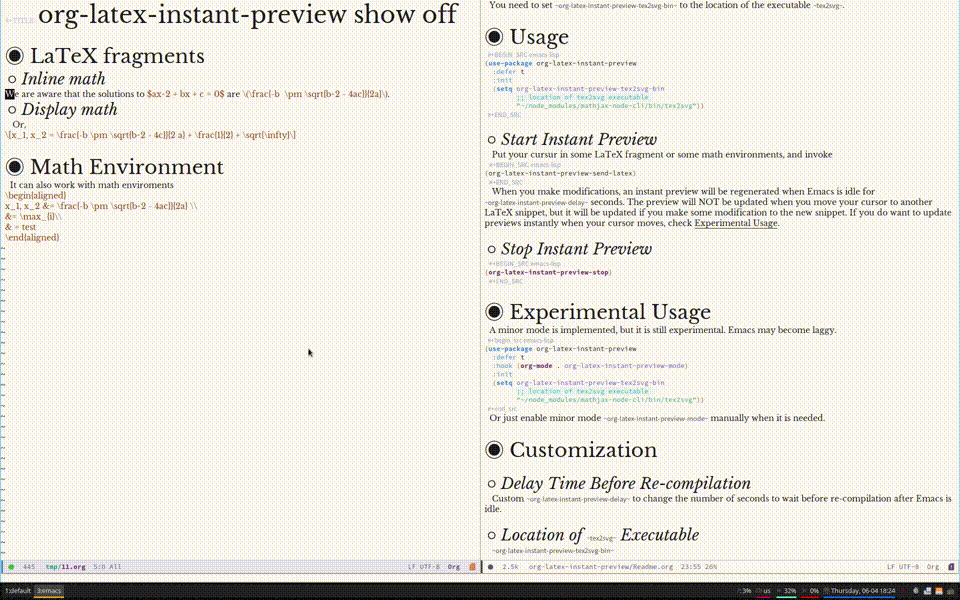 #+TITLE: org-latex-instant-preview show off
LaTeX fragments
Inline math
We are aware that the solutions to $ax^2 + bx + c = 0$ are \(\frac{-b \pm \sqrt{b^2 - 4ac}}{2a}\).
Display math
Or,
\[x_1, x_2 = \frac{-b \pm \sqrt{b^2 - 4ac}}{2 a} + \frac{1}{2} + \sqrt{\infty}\]
Math Environment
It can also work with math enviroments
\begin{aligned}
x_1, x_2 &= \frac{-b \pm \sqrt{b^2 - 4ac}}{2a} \\
&= \max_{i}\\
& = test
\end{aligned}
445 tmp/11.org 5:0 All LF UTF-8 Org
You need to set ~org-latex-instant-preview-tex2svg-bin~ to the location of the executable ~tex2svg~.
Usage
#+BEGIN_SRC emacs-lisp
(use-package org-latex-instant-preview
:defer t
:init
(setq org-latex-instant-preview-tex2svg-bin
;; location of tex2svg executable
"~/node_modules/mathjax-node-cli/bin/tex2svg"))
#+END_SRC
Start Instant Preview
Put your cursur in some LaTeX fragment or some math environments, and invoke
#+BEGIN_SRC emacs-lisp
(org-latex-instant-preview-send-latex)
#+END_SRC
When you make modifications, an instant preview will be regenerated when Emacs is idle for
~org-latex-instant-preview-delay~ seconds. The preview will NOT be updated when you move your cursor to another
LaTeX snippet, but it will be updated if you make some modification to the new snippet. If you do want to update
previews instantly when your cursor moves, check Experimental Usage.
Stop Instant Preview
#+BEGIN_SRC emacs-lisp
(org-latex-instant-preview-stop)
#+END_SRC
Experimental Usage
A minor mode is implemented, but it is still experimental. Emacs may become laggy.
#+begin_src emacs-lisp
(use-package org-latex-instant-preview
:defer t
:hook (org-mode . org-latex-instant-preview-mode)
:init
(setq org-latex-instant-preview-tex2svg-bin
;; location of tex2svg executable
"~/node_modules/mathjax-node-cli/bin/tex2svg"))
#+end_src
Or just enable minor mode ~org-latex-instant-preview-mode~ manually when it is needed.
Customization
Delay Time Before Re-compilation
Custom ~org-latex-instant-preview-delay~ to change the number of seconds to wait before re-compilation after Emacs is
idle.
Location of ~tex2svg~ Executable
~org-latex-instant-preview-tex2svg-bin~
2.5k org-latex-instant-preview/Readme.org 23:55 26% LF UTF-8 Org
1:default 3:emacs 3% us 32% 0% Thursday, 06-04 18:24